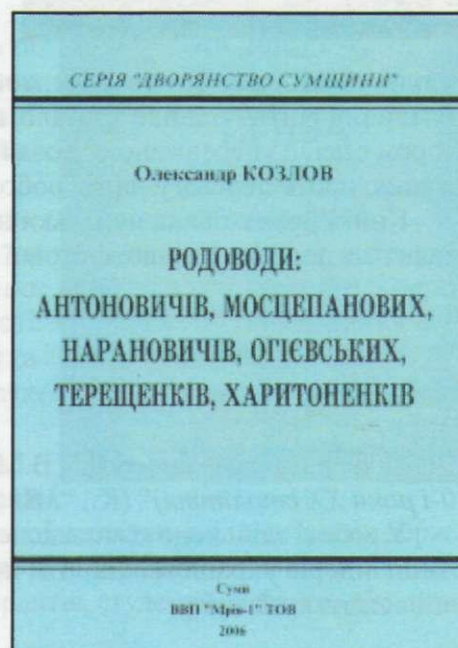 СЕРІЯ "ДВОРЯНСТВО СУМЩИНИ"
Олександр КОЗЛОВ
РОДОВОДИ:
АНТОНОВИЧІВ, МОСЦЕПАНОВИХ,
НАРАНОВИЧІВ, ОГІЄВСЬКИХ,
ТЕРЕЩЕНКІВ, ХАРИТОНЕНКІВ
Суми
ВВП "Мрія-1" ТОВ
2006